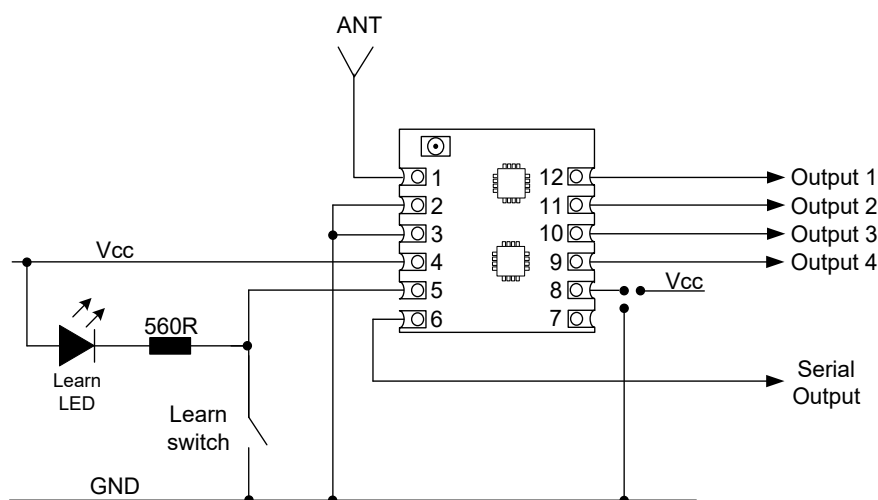 ANT
1
2
3
4
5
6
12
11
10
9
8
7
Output 1
Output 2
Output 3
Output 4
Vcc
Vcc
560R
Learn
LED
Learn
switch
Serial
Output
GND